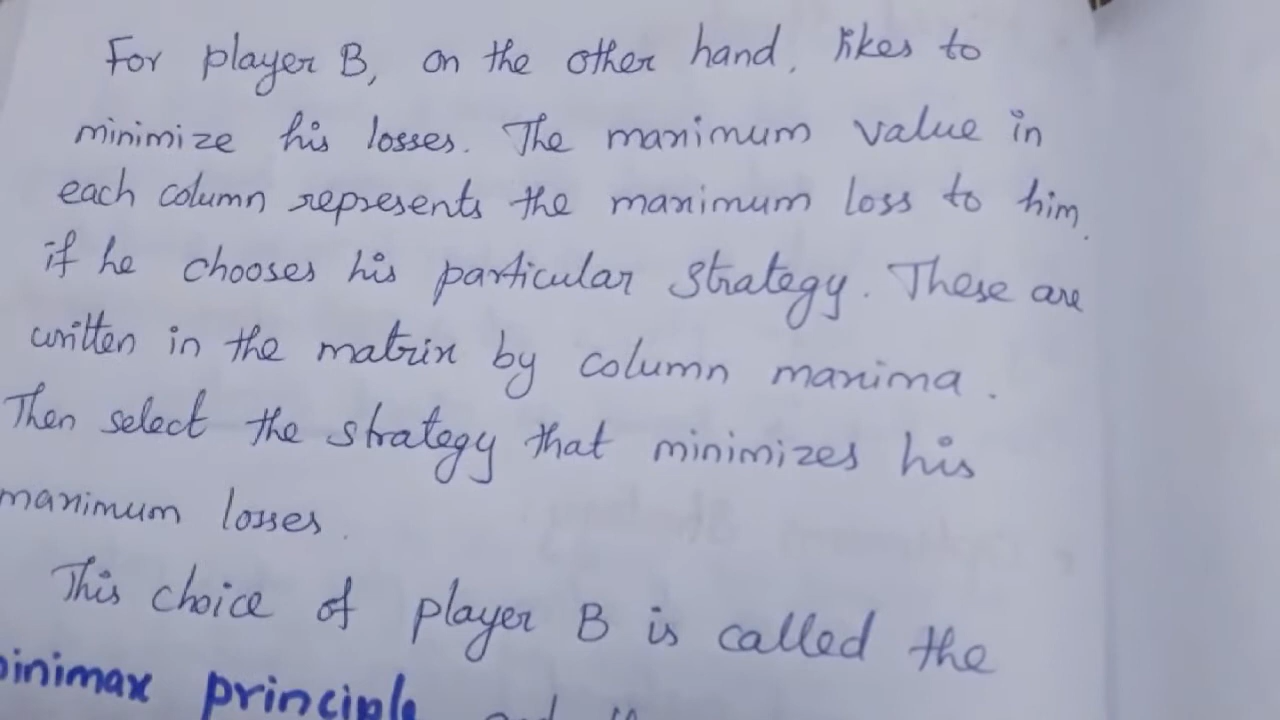 For player B, on the other hand, likes to
minimize his losses. The maximum value in
each column represents the maximum loss to him.
if he chooses his particular strategy. These are
written in the matrix by column maxima.
Then select the strategy that minimizes his
maximum losses.
This choice of player B is called the
minimax principle